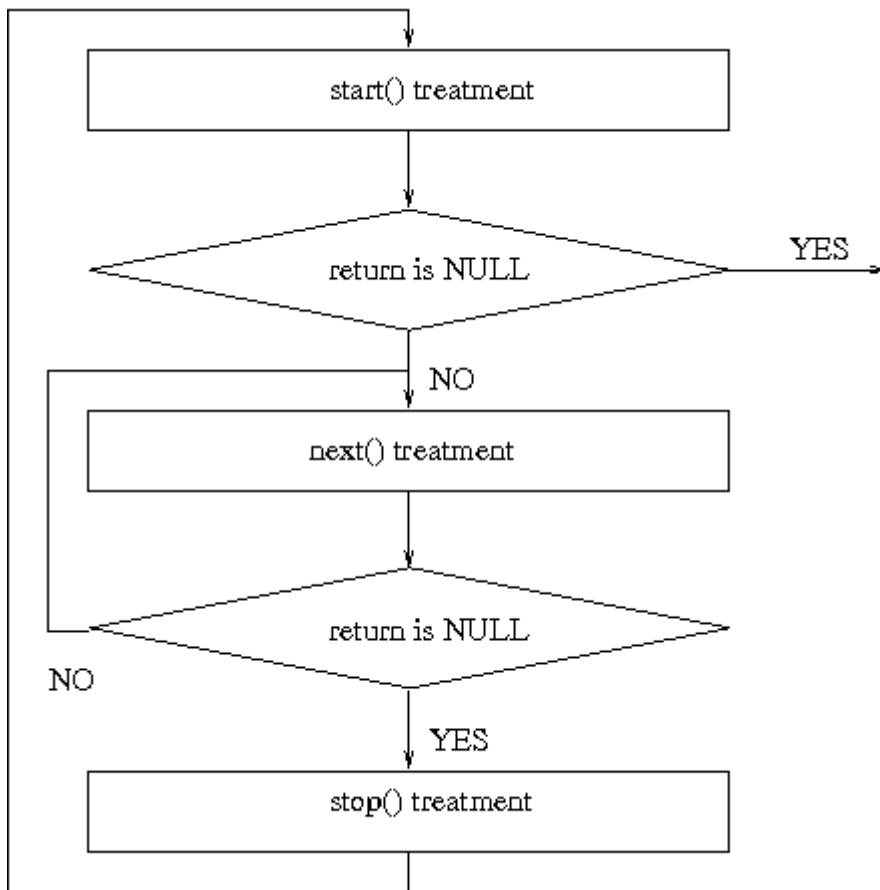 start() treatment
return is NULL
YES
NO
next() treatment
return is NULL
NO
YES
stop() treatment